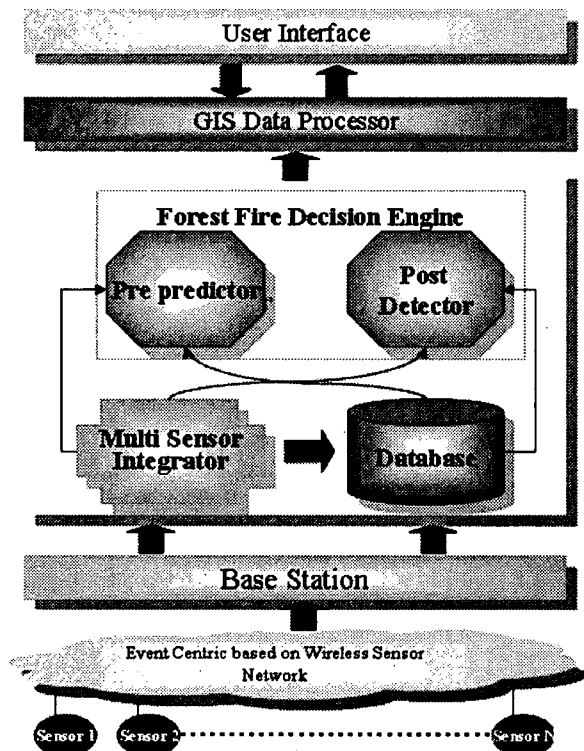 User Interface
GIS Data Processor
Forest Fire Decision Engine
Pre predictor
Post
Detector
Multi Sensor
Integrator
Database
Base Station
Event Centric based on Wireless Sensor
Network
Sensor 1
Sensor 2
Sensor N